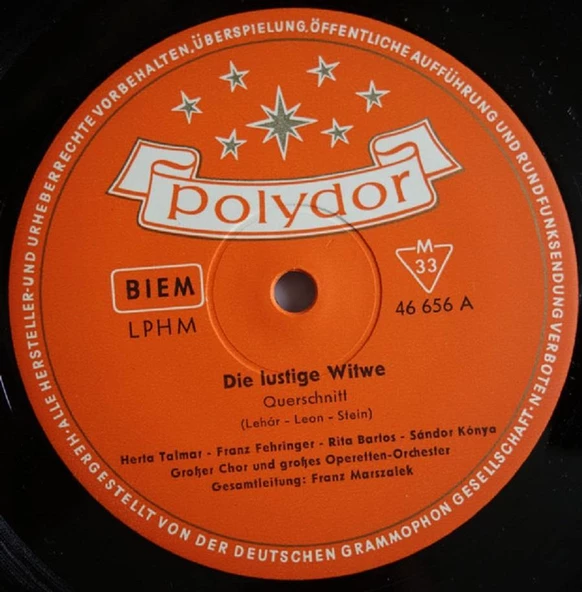 ·ALLE HERSTELLER-UND URHEBERRECHTE VORBEHALTEN, ÜBERSPIELUNG, ÖFFENTLICHE AUFFÜHRUNG UND RUNDFUNKSENDUNG VERBOTEN·
polydor
BIEM
LPHM
M
33
46 656 A
Die lustige Witwe
Querschnitt
(Lehár - Leon - Stein)
Herta Talmar - Franz Fehringer - Rita Bartos - Sándor Kónya
Großer Chor und großes Operetten-Orchester
Gesamtleitung: Franz Marszalek
·HERGESTELLT VON DER DEUTSCHEN GRAMMOPHON GESELLSCHAFT·